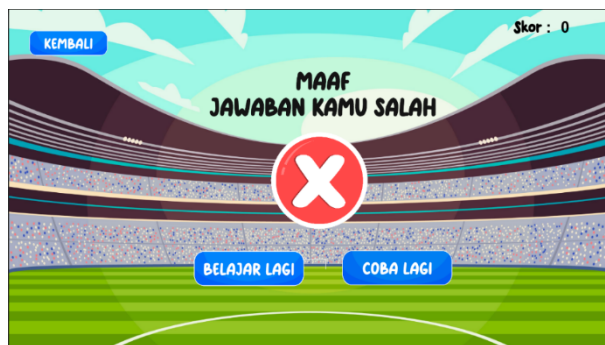 Skor : 0
KEMBALI
MAAF
JAWABAN KAMU SALAH
BELAJAR LAGI
COBA LAGI